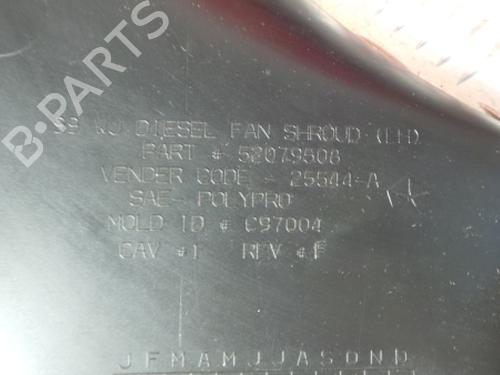 B-PARTS
99 WJ DIESEL FAN SHROUD (LH)
PART # 52079506
VENDER CODE - 25544-A
SAE- POLYPRO
MOLD ID # C97004
CAV #1 REV #F
J F M A M J J A S O N D